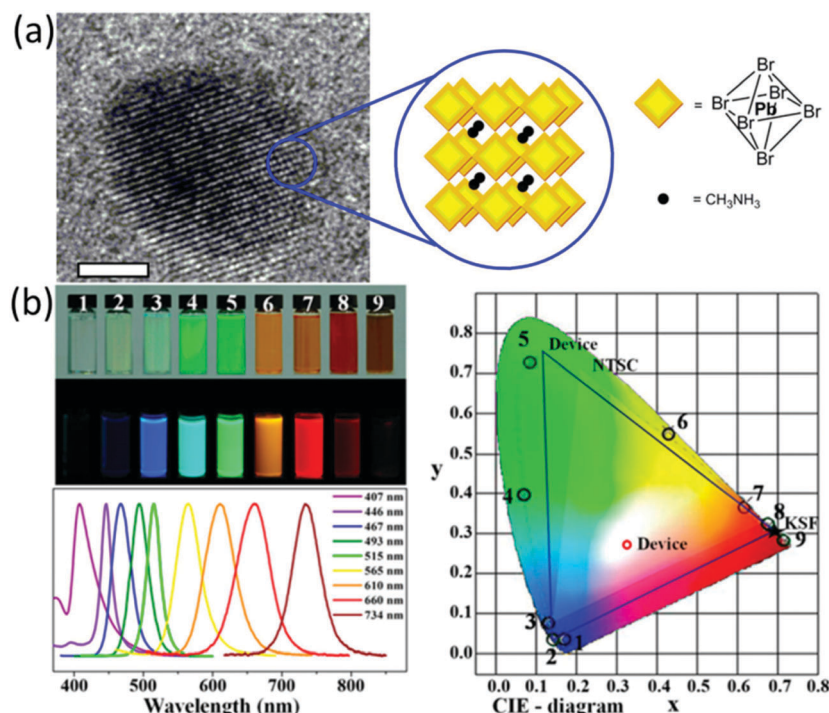 (a)
Br
Br
Br
Pb
Br
Br
Br
=
= CH₃NH₃
(b)
1 2 3 4 5 6 7 8 9
407 nm
446 nm
467 nm
493 nm
515 nm
565 nm
610 nm
660 nm
734 nm
400 500 600 700 800
Wavelength (nm)
0.8
0.7
0.6
0.5
0.4
0.3
0.2
0.1
0.0
y
5
Device
NTSC
6
4
7
8
KSF
9
Device
3
2
1
0.0 0.1 0.2 0.3 0.4 0.5 0.6 0.7 0.8
CIE - diagram x